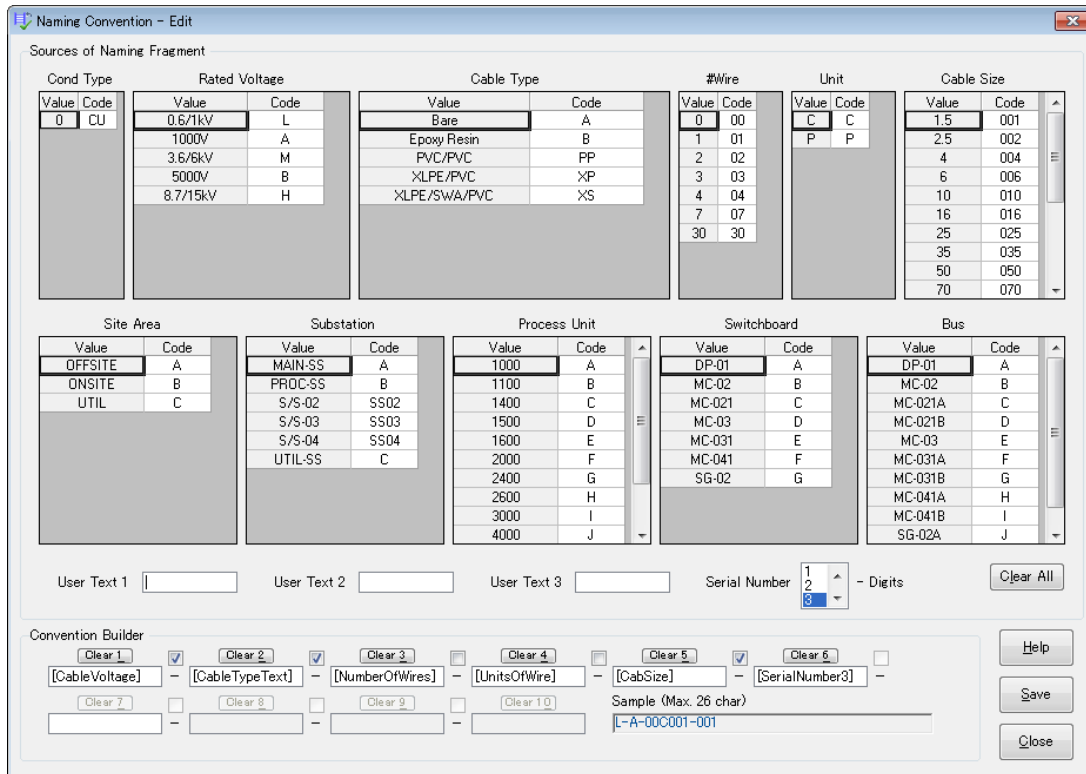 Naming Convention - Edit
Sources of Naming Fragment
Cond Type
Value Code
0 CU
Rated Voltage
Value Code
0.6/1kV L
1000V A
3.6/6kV M
5000V B
8.7/15kV H
Cable Type
Value Code
Bare A
Epoxy Resin B
PVC/PVC PP
XLPE/PVC XP
XLPE/SWA/PVC XS
#Wire
Value Code
0 00
1 01
2 02
3 03
4 04
7 07
30 30
Unit
Value Code
C C
P P
Cable Size
Value Code
1.5 001
2.5 002
4 004
6 006
10 010
16 016
25 025
35 035
50 050
70 070
Site Area
Value Code
OFFSITE A
ONSITE B
UTIL C
Substation
Value Code
MAIN-SS A
PROC-SS B
S/S-02 SS02
S/S-03 SS03
S/S-04 SS04
UTIL-SS C
Process Unit
Value Code
1000 A
1100 B
1400 C
1500 D
1600 E
2000 F
2400 G
2600 H
3000 I
4000 J
Switchboard
Value Code
DP-01 A
MC-02 B
MC-021 C
MC-03 D
MC-031 E
MC-041 F
SG-02 G
Bus
Value Code
DP-01 A
MC-02 B
MC-021A C
MC-021B D
MC-03 E
MC-031A F
MC-031B G
MC-041A H
MC-041B I
SG-02A J
User Text 1
User Text 2
User Text 3
Serial Number
1
2
3
- Digits
Clear All
Convention Builder
Clear 1 Clear 2 Clear 3 Clear 4 Clear 5 Clear 6
[CableVoltage] - [CableTypeText] - [NumberOfWires] - [UnitsOfWire] - [CabSize] - [SerialNumber3] -
Clear 7 Clear 8 Clear 9 Clear 10
- - -
Sample (Max. 26 char)
L-A-00C001-001
Help
Save
Close